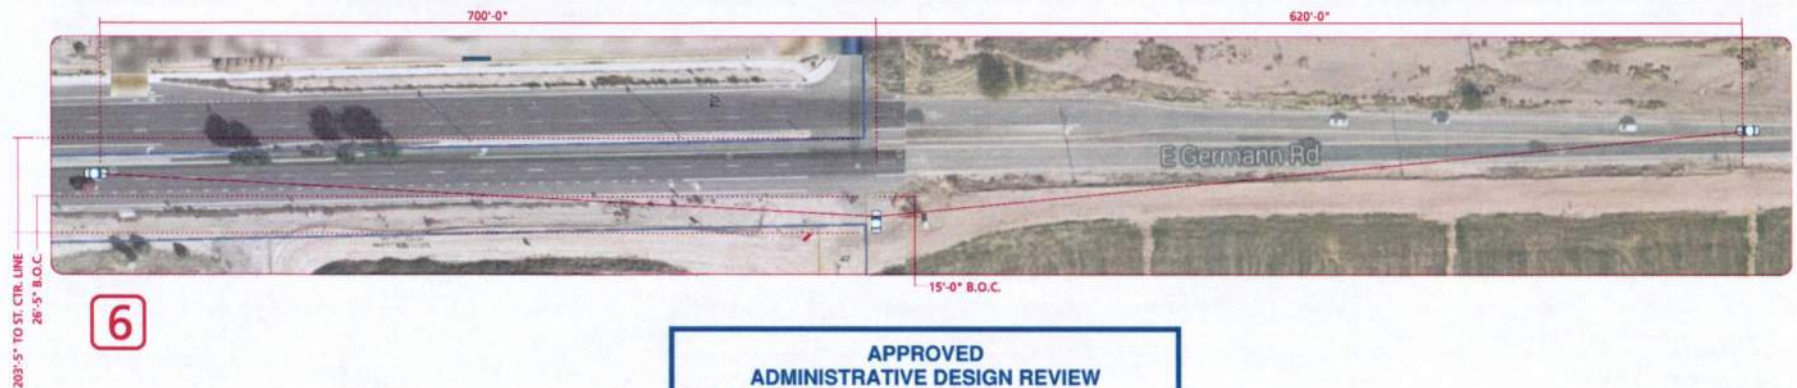 700'-0"
620'-0"
E Germann Rd
203'-5" TO ST. CTR. LINE
26'-5" B.O.C.
15'-0" B.O.C.
6
APPROVED
ADMINISTRATIVE DESIGN REVIEW